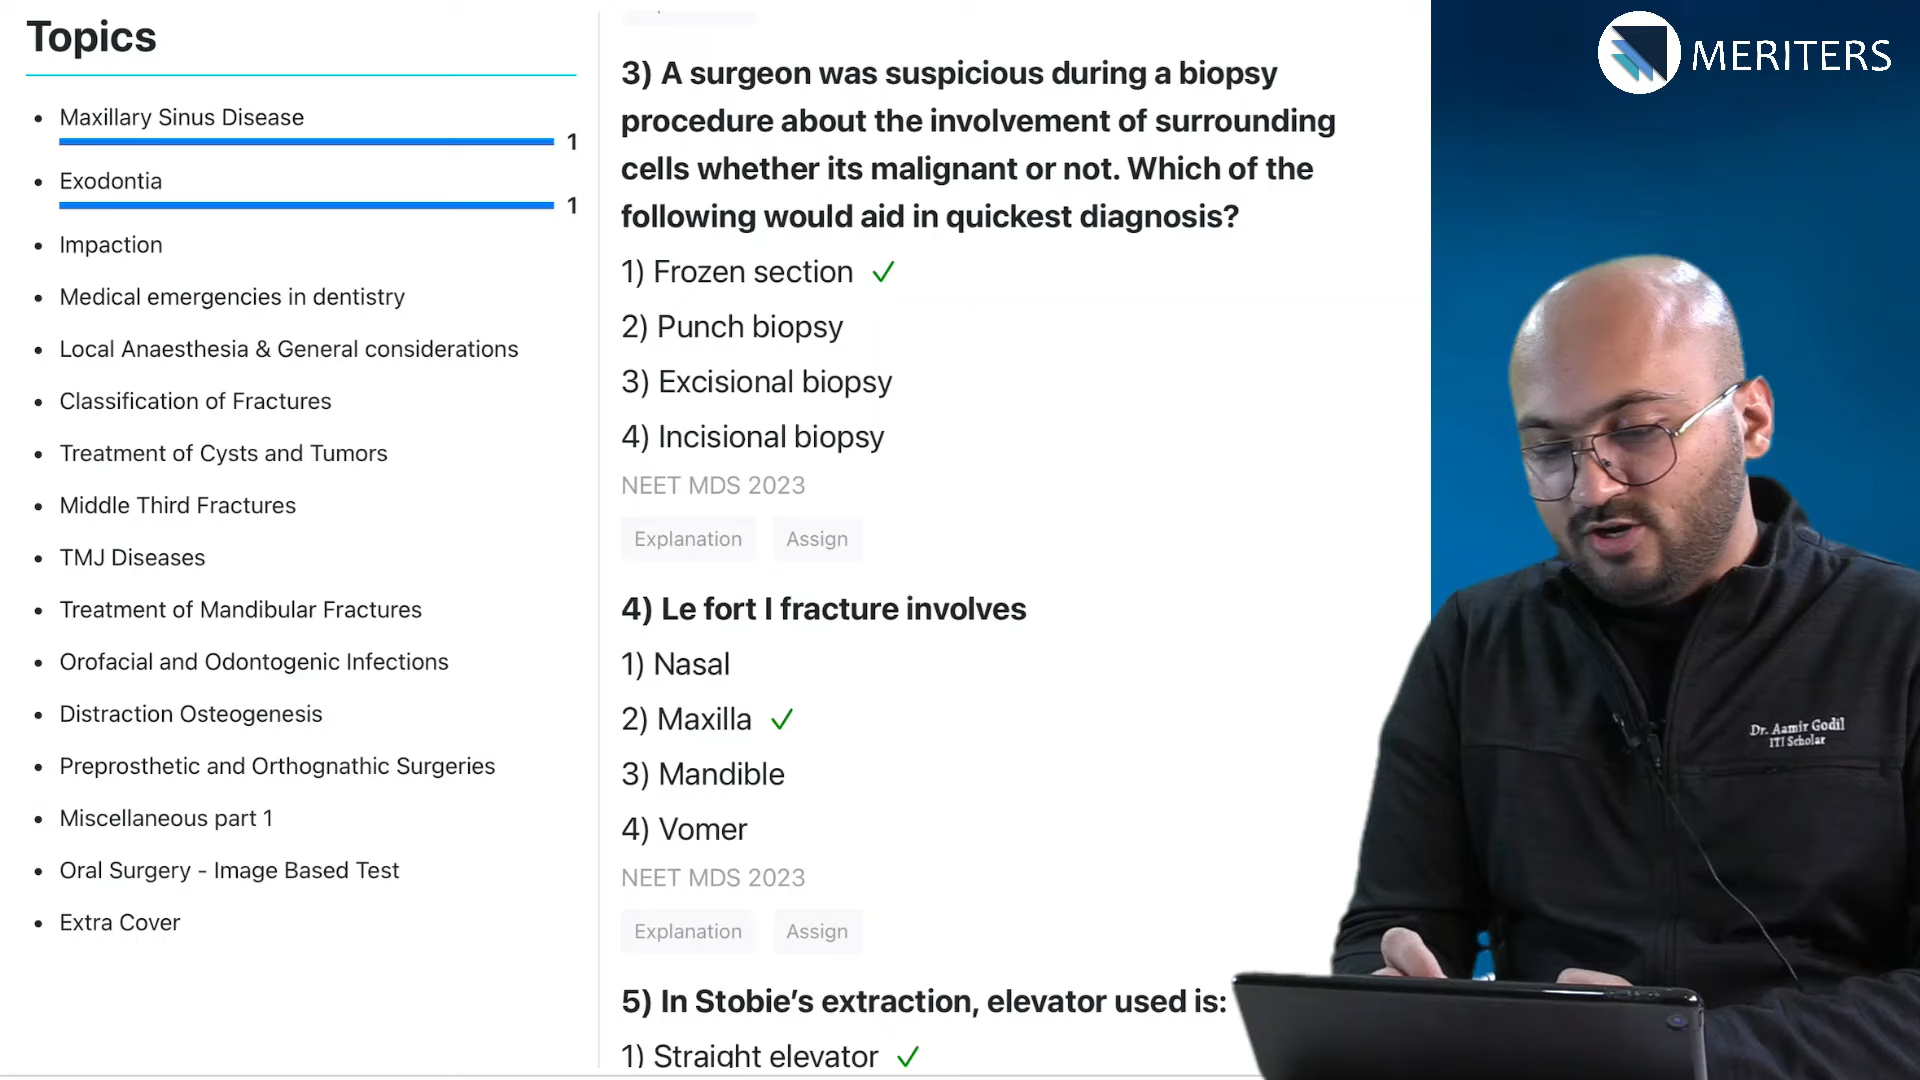 Topics
Maxillary Sinus Disease
1
Exodontia
1
Impaction
Medical emergencies in dentistry
Local Anaesthesia & General considerations
Classification of Fractures
Treatment of Cysts and Tumors
Middle Third Fractures
TMJ Diseases
Treatment of Mandibular Fractures
Orofacial and Odontogenic Infections
Distraction Osteogenesis
Preprosthetic and Orthognathic Surgeries
Miscellaneous part 1
Oral Surgery - Image Based Test
Extra Cover
3) A surgeon was suspicious during a biopsy
procedure about the involvement of surrounding
cells whether its malignant or not. Which of the
following would aid in quickest diagnosis?
1) Frozen section ✓
2) Punch biopsy
3) Excisional biopsy
4) Incisional biopsy
NEET MDS 2023
Explanation Assign
4) Le fort I fracture involves
1) Nasal
2) Maxilla ✓
3) Mandible
4) Vomer
NEET MDS 2023
Explanation Assign
5) In Stobie's extraction, elevator used is:
1) Straight elevator ✓
MERITERS
Dr. Aamir Godil
ITI Scholar